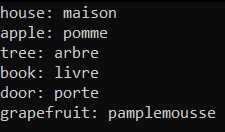 house: maison
apple: pomme
tree: arbre
book: livre
door: porte
grapefruit: pamplemousse